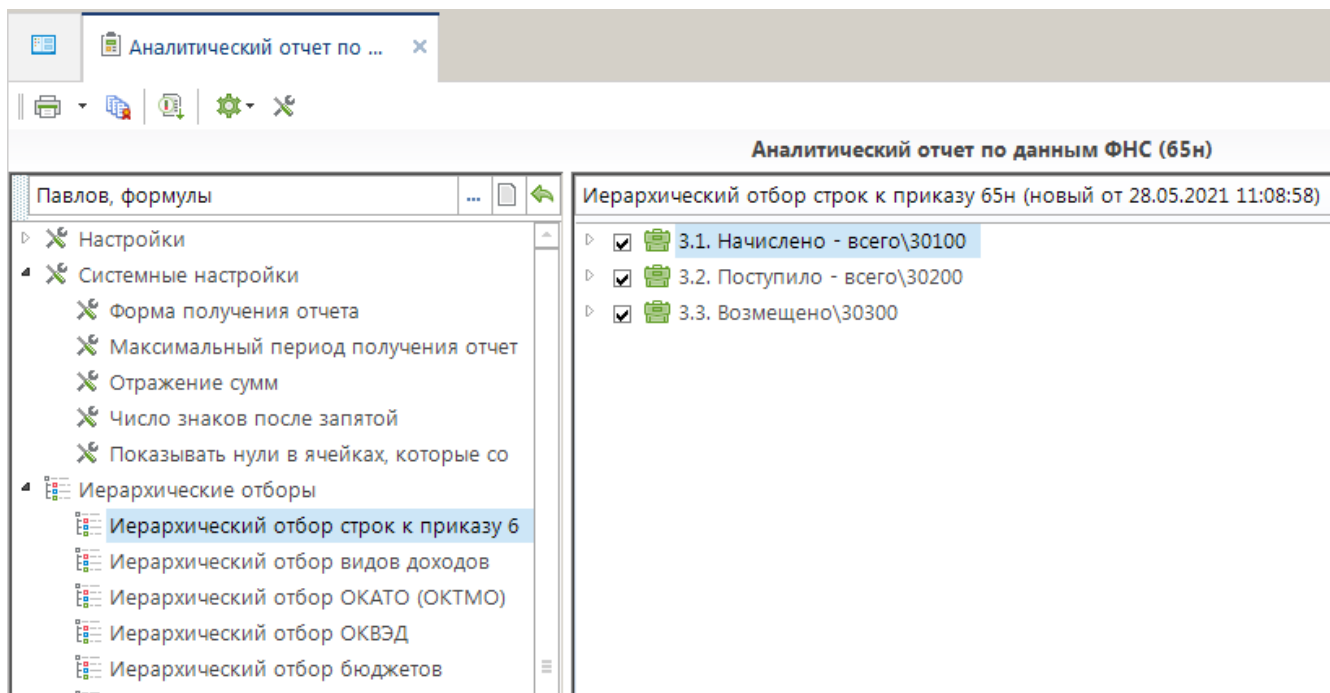 Аналитический отчет по ...
Аналитический отчет по данным ФНС (65н)
Павлов, формулы
...
Настройки
Системные настройки
Форма получения отчета
Максимальный период получения отчет
Отражение сумм
Число знаков после запятой
Показывать нули в ячейках, которые со
Иерархические отборы
Иерархический отбор строк к приказу 6
Иерархический отбор видов доходов
Иерархический отбор ОКАТО (ОКТМО)
Иерархический отбор ОКВЭД
Иерархический отбор бюджетов
Иерархический отбор строк к приказу 65н (новый от 28.05.2021 11:08:58)
3.1. Начислено - всего\30100
3.2. Поступило - всего\30200
3.3. Возмещено\30300